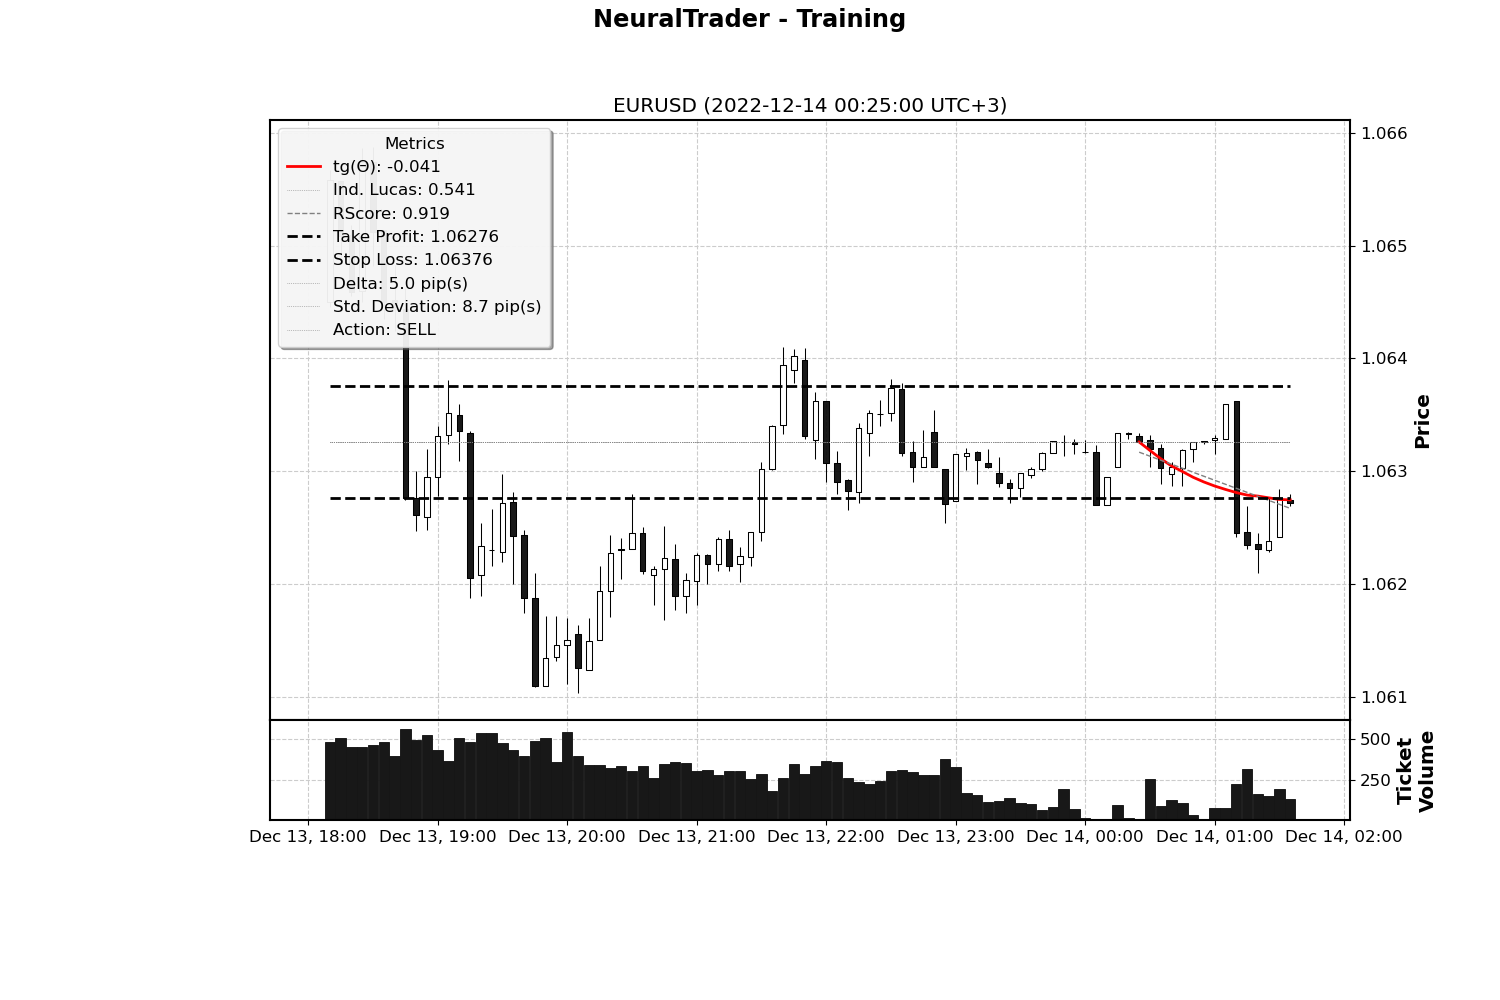 NeuralTrader - Training
EURUSD (2022-12-14 00:25:00 UTC+3)
Metrics
tg(Θ): -0.041
Ind. Lucas: 0.541
RScore: 0.919
Take Profit: 1.06276
Stop Loss: 1.06376
Delta: 5.0 pip(s)
Std. Deviation: 8.7 pip(s)
Action: SELL
1.066
1.065
1.064
1.063
1.062
1.061
Price
500
250
Ticket
Volume
Dec 13, 18:00
Dec 13, 19:00
Dec 13, 20:00
Dec 13, 21:00
Dec 13, 22:00
Dec 13, 23:00
Dec 14, 00:00
Dec 14, 01:00
Dec 14, 02:00